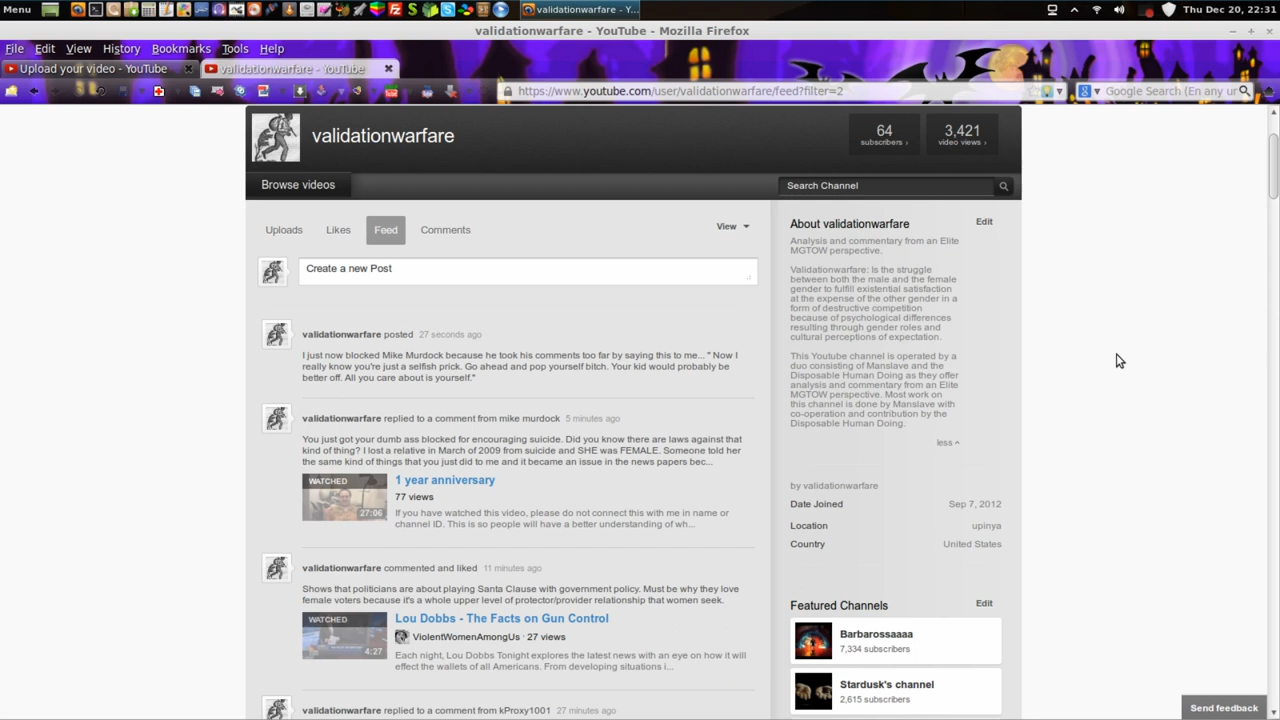 Menu
validationwarfare - Y...
Thu Dec 20, 22:31
validationwarfare - YouTube - Mozilla Firefox
File Edit View History Bookmarks Tools Help
Upload your video - YouTube
validationwarfare - YouTube
https://www.youtube.com/user/validationwarfare/feed?filter=2
Google Search (En any ur
validationwarfare
64
subscribers ›
3,421
video views ›
Browse videos
Search Channel
Uploads Likes Feed Comments
View
Create a new Post
validationwarfare posted 27 seconds ago
I just now blocked Mike Murdock because he took his comments too far by saying this to me... " Now I
really know you're just a selfish prick. Go ahead and pop yourself bitch. Your kid would probably be
better off. All you care about is yourself."
validationwarfare replied to a comment from mike murdock 5 minutes ago
You just got your dumb ass blocked for encouraging suicide. Did you know there are laws against that
kind of thing? I lost a relative in March of 2009 from suicide and SHE was FEMALE. Someone told her
the same kind of things that you just did to me and it became an issue in the news papers bec...
WATCHED
27:06
1 year anniversary
77 views
If you have watched this video, please do not connect this with me in name or
channel ID. This is so people will have a better understanding of wh...
validationwarfare commented and liked 11 minutes ago
Shows that politicians are about playing Santa Clause with government policy. Must be why they love
female voters because it's a whole upper level of protector/provider relationship that women seek.
WATCHED
4:27
Lou Dobbs - The Facts on Gun Control
ViolentWomenAmongUs · 27 views
Each night, Lou Dobbs Tonight explores the latest news with an eye on how it will
effect the wallets of all Americans. From developing situations i...
validationwarfare replied to a comment from kProxy1001 27 minutes ago
About validationwarfare
Edit
Analysis and commentary from an Elite
MGTOW perspective.
Validationwarfare: Is the struggle
between both the male and the female
gender to fulfill existential satisfaction
at the expense of the other gender in a
form of destructive competition
because of psychological differences
resulting through gender roles and
cultural perceptions of expectation.
This Youtube channel is operated by a
duo consisting of Manslave and the
Disposable Human Doing as they offer
analysis and commentary from an Elite
MGTOW perspective. Most work on
this channel is done by Manslave with
co-operation and contribution by the
Disposable Human Doing.
less
by validationwarfare
Date Joined Sep 7, 2012
Location upinya
Country United States
Featured Channels
Edit
Barbarossaaaa
7,334 subscribers
Stardusk's channel
2,615 subscribers
Send feedback